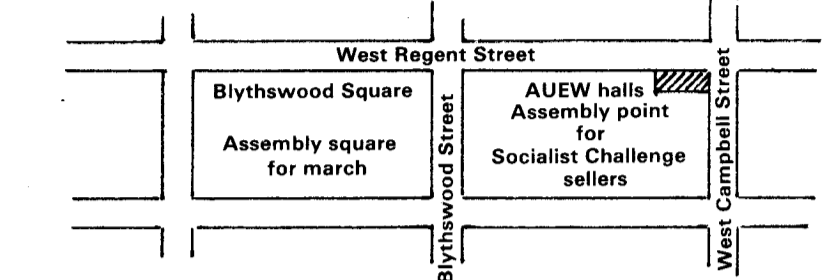 West Regent Street
Blythswood Square
Assembly square
for march
Blythswood Street
AUEW halls
Assembly point
for
Socialist Challenge
sellers
West Campbell Street